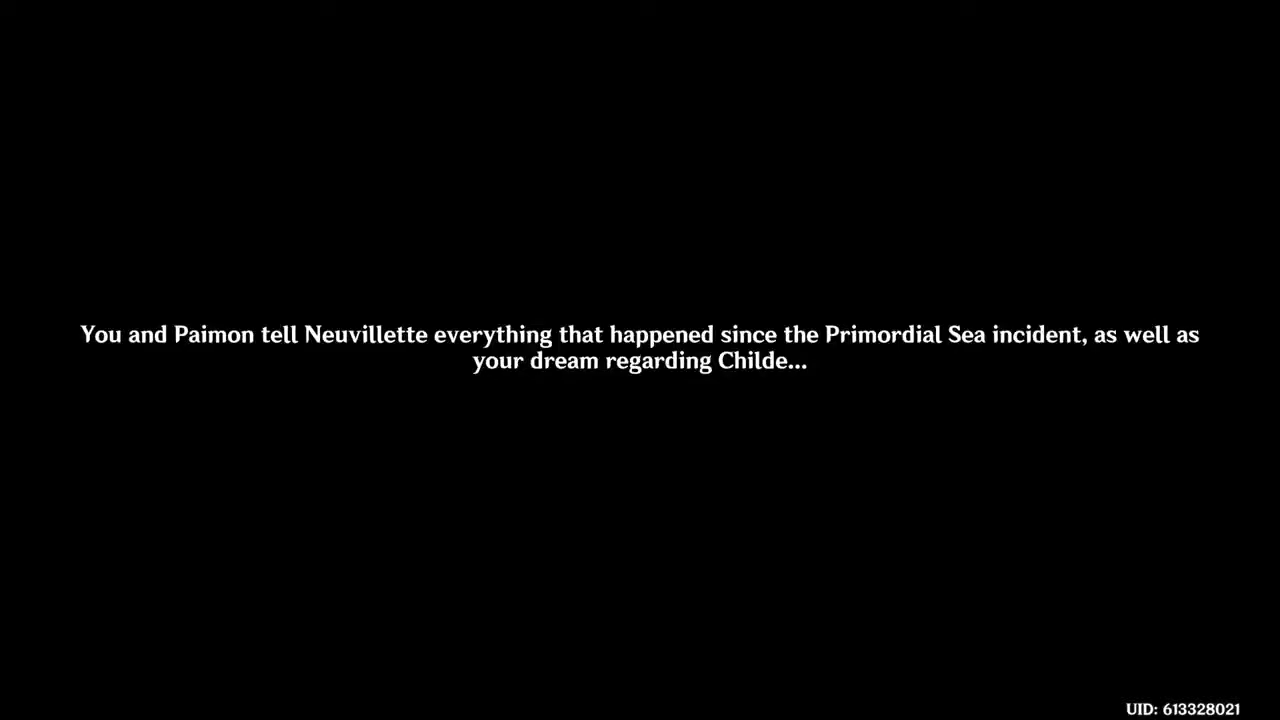 You and Paimon tell Neuvillette everything that happened since the Primordial Sea incident, as well as
your dream regarding Childe...
UID: 613328021